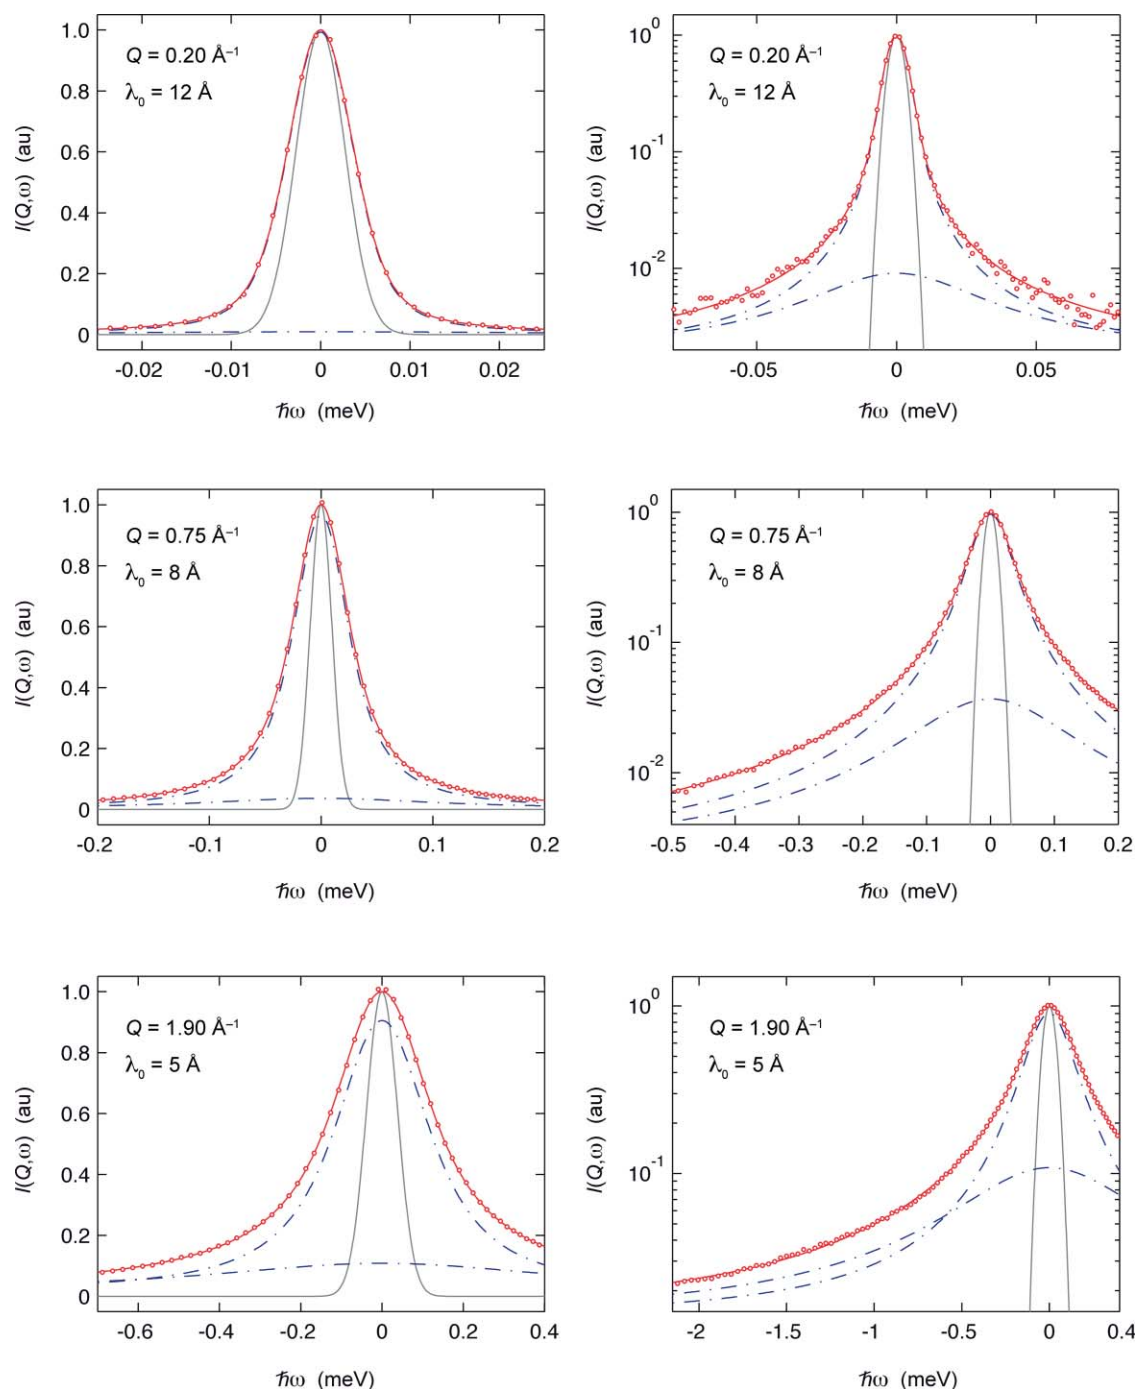 1.0
0.8
0.6
0.4
0.2
0
Q = 0.20 Å⁻¹
λ₀ = 12 Å
I(Q,ω) (au)
-0.02
-0.01
0
0.01
0.02
ℏω (meV)
10⁰
10⁻¹
10⁻²
Q = 0.20 Å⁻¹
λ₀ = 12 Å
I(Q,ω) (au)
-0.05
0
0.05
ℏω (meV)
1.0
0.8
0.6
0.4
0.2
0
Q = 0.75 Å⁻¹
λ₀ = 8 Å
I(Q,ω) (au)
-0.2
-0.1
0
0.1
0.2
ℏω (meV)
10⁰
10⁻¹
10⁻²
Q = 0.75 Å⁻¹
λ₀ = 8 Å
I(Q,ω) (au)
-0.5
-0.4
-0.3
-0.2
-0.1
0
0.1
0.2
ℏω (meV)
1.0
0.8
0.6
0.4
0.2
0
Q = 1.90 Å⁻¹
λ₀ = 5 Å
I(Q,ω) (au)
-0.6
-0.4
-0.2
0
0.2
0.4
ℏω (meV)
10⁰
10⁻¹
Q = 1.90 Å⁻¹
λ₀ = 5 Å
I(Q,ω) (au)
-2
-1.5
-1
-0.5
0
0.4
ℏω (meV)